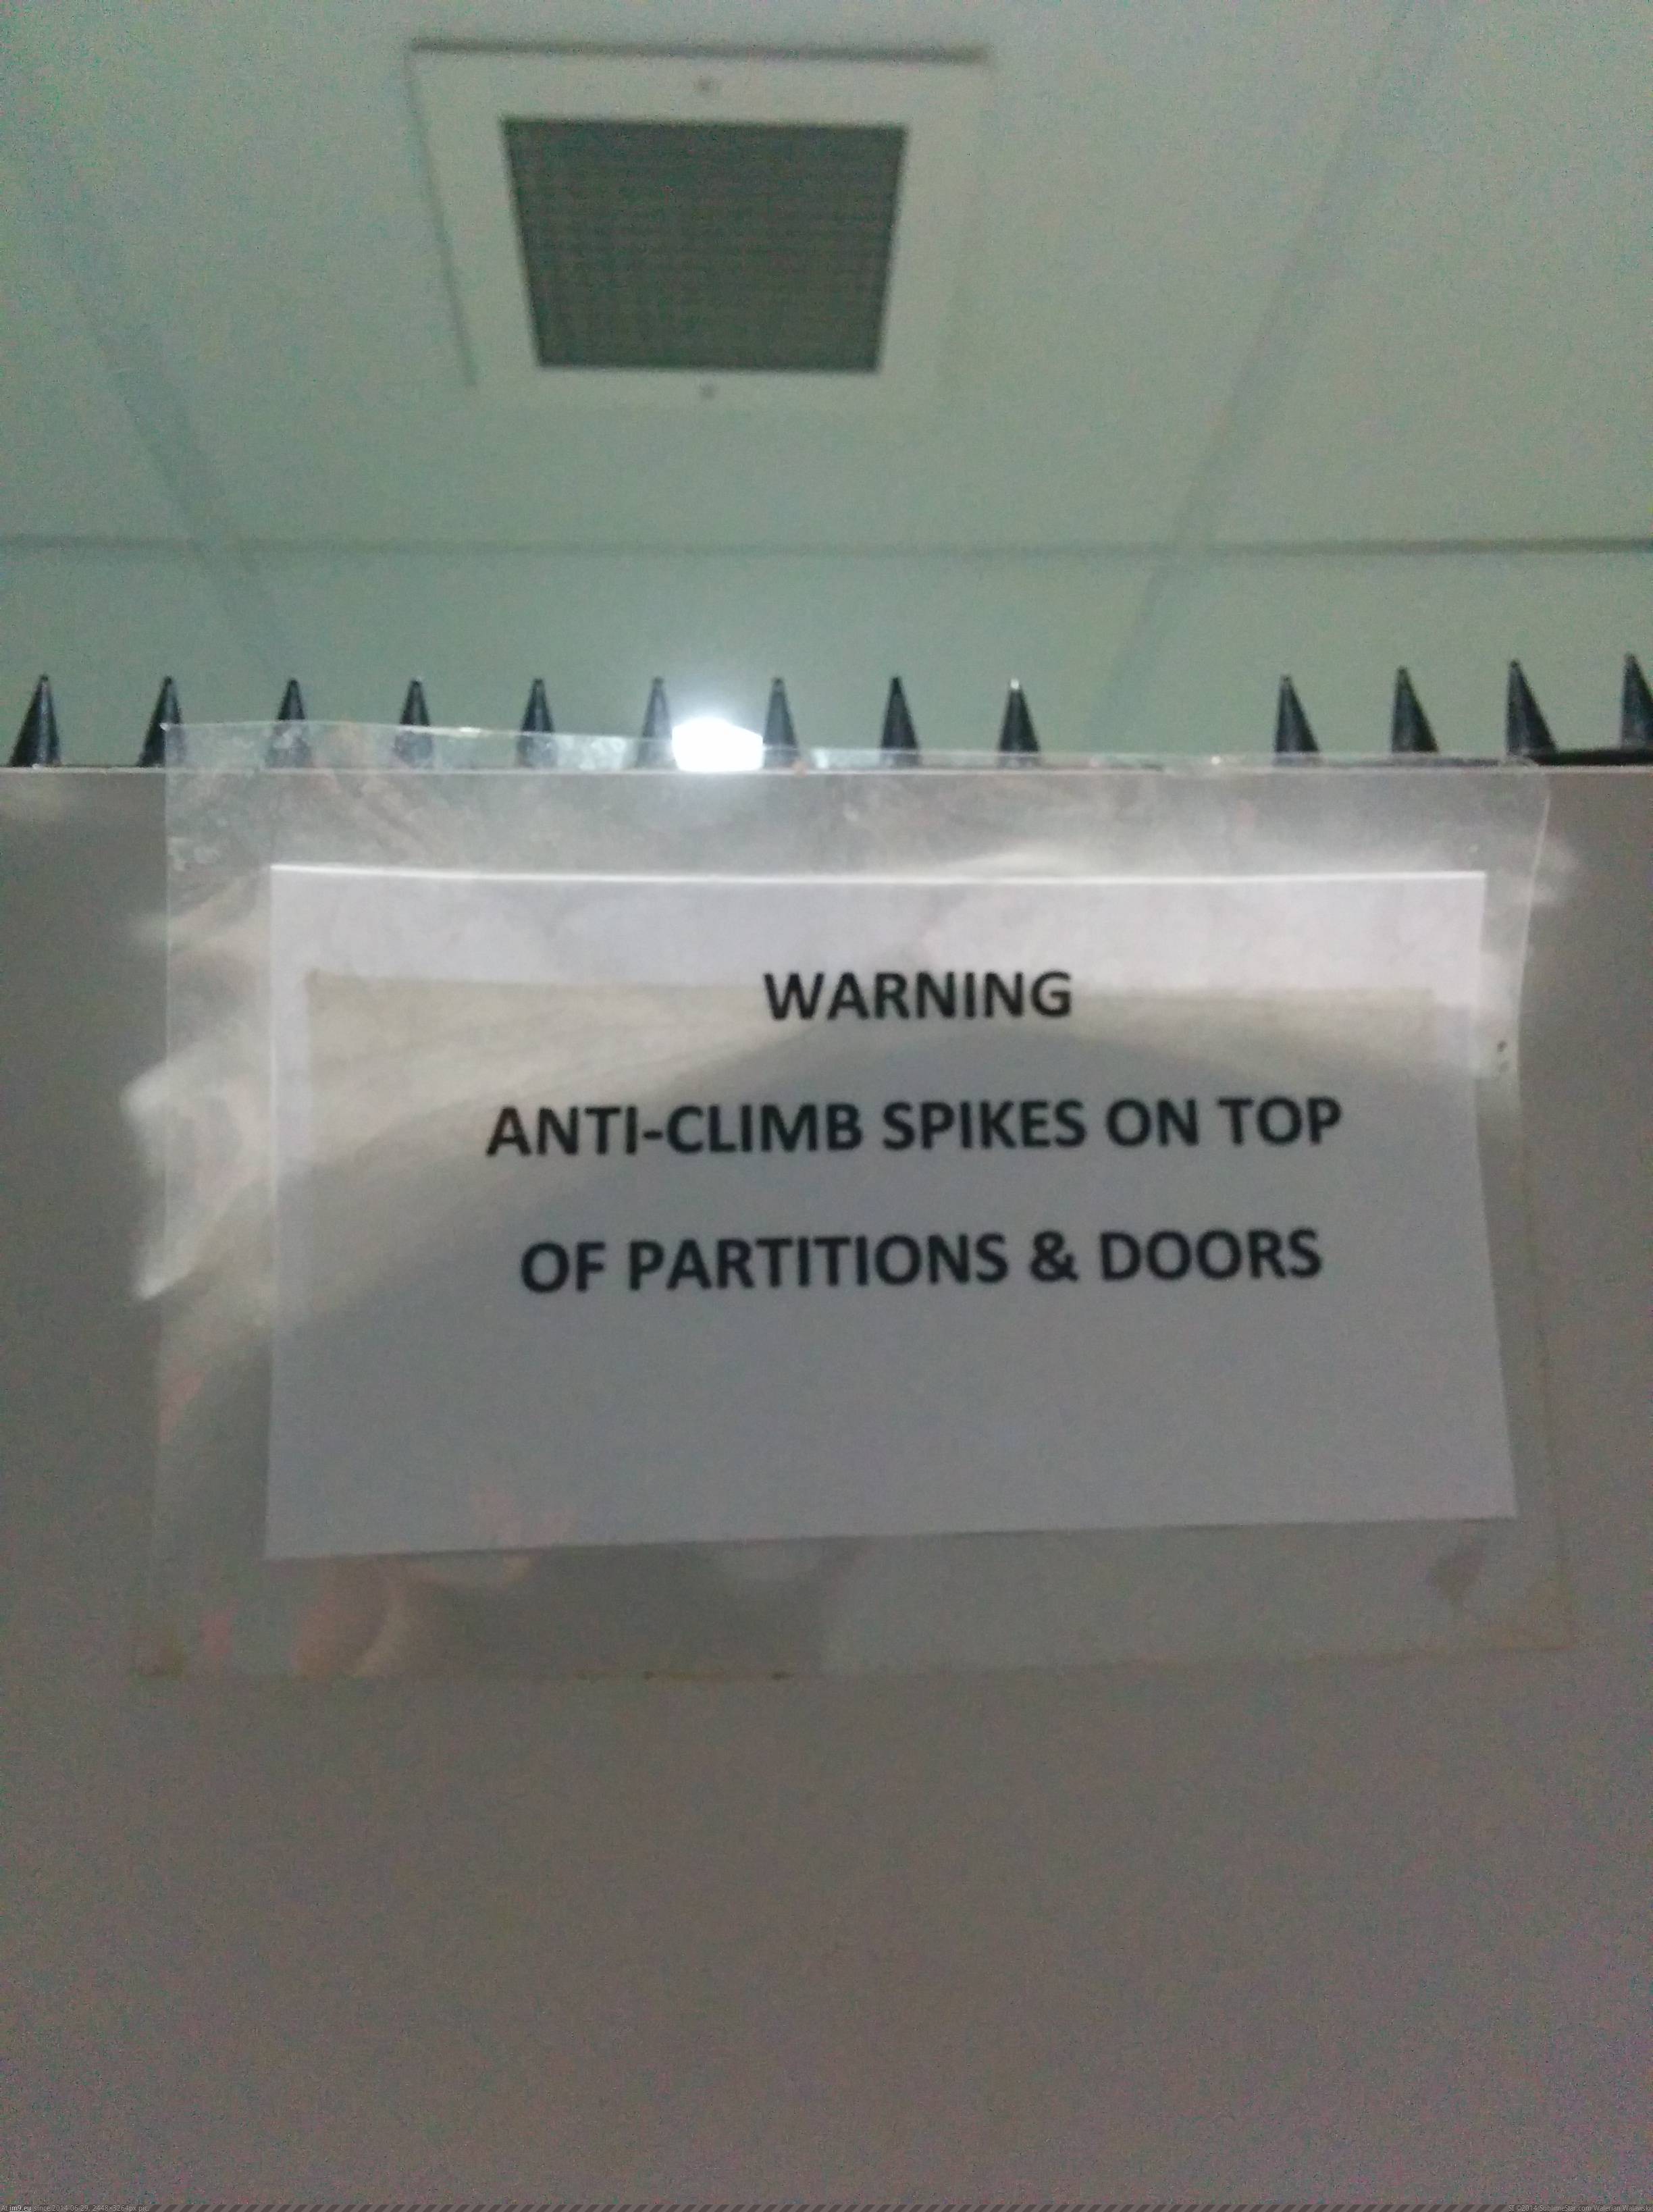 WARNING
ANTI-CLIMB SPIKES ON TOP
OF PARTITIONS & DOORS